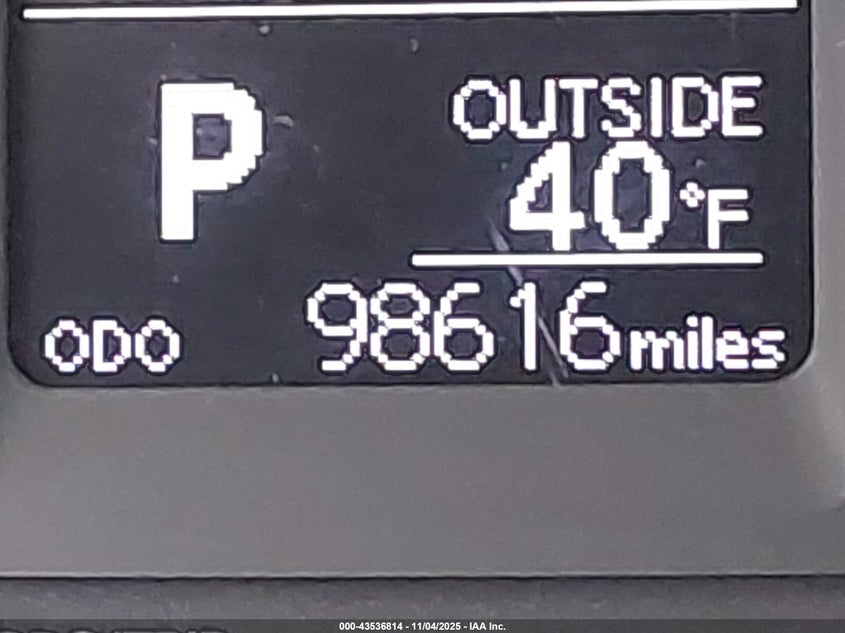 P
OUTSIDE
40°F
ODO 98616 miles
000-43536814 - 11/04/2025 - IAA Inc.